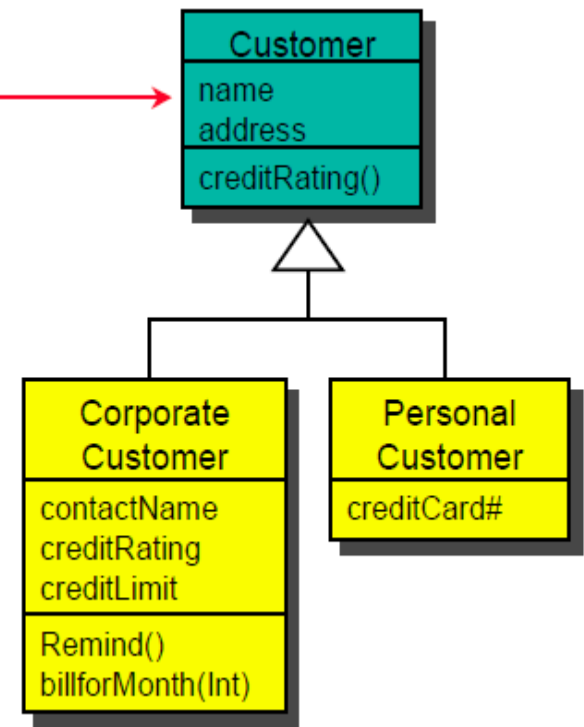 Customer
name
address
creditRating()
Corporate
Customer
contactName
creditRating
creditLimit
Remind()
billforMonth(Int)
Personal
Customer
creditCard#